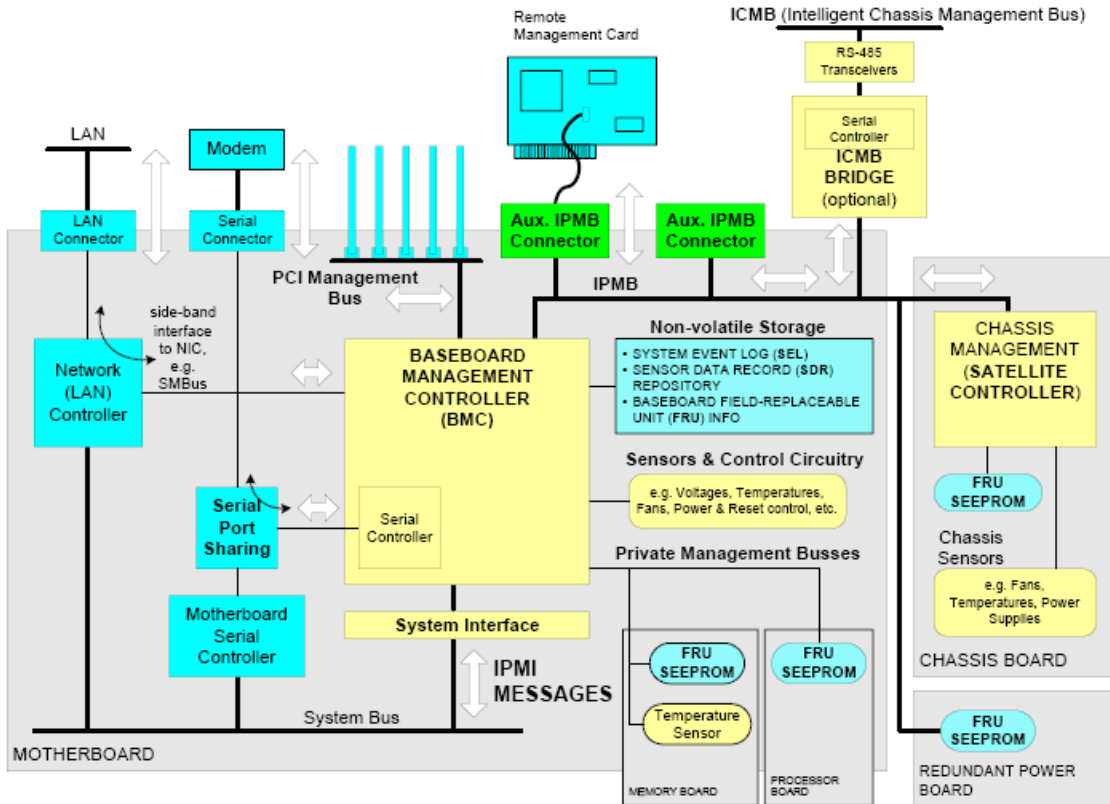 Remote
Management Card
ICMB (Intelligent Chassis Management Bus)
RS-485
Transceivers
Serial
Controller
ICMB
BRIDGE
(optional)
LAN
Modem
LAN
Connector
Serial
Connector
Aux. IPMB
Connector
Aux. IPMB
Connector
PCI Management
Bus
IPMB
side-band
interface
to NIC,
e.g.
SMBus
Network
(LAN)
Controller
BASEBOARD
MANAGEMENT
CONTROLLER
(BMC)
Non-volatile Storage
• SYSTEM EVENT LOG (SEL)
• SENSOR DATA RECORD (SDR)
REPOSITORY
• BASEBOARD FIELD-REPLACEABLE
UNIT (FRU) INFO
CHASSIS
MANAGEMENT
(SATELLITE
CONTROLLER)
Sensors & Control Circuitry
e.g. Voltages, Temperatures,
Fans, Power & Reset control, etc.
FRU
SEEPROM
Serial
Port
Sharing
Serial
Controller
Chassis
Sensors
e.g. Fans,
Temperatures, Power
Supplies
CHASSIS BOARD
Private Management Busses
Motherboard
Serial
Controller
System Interface
IPMI
MESSAGES
FRU
SEEPROM
Temperature
Sensor
MEMORY BOARD
FRU
SEEPROM
PROCESSOR
BOARD
System Bus
MOTHERBOARD
FRU
SEEPROM
REDUNDANT POWER
BOARD